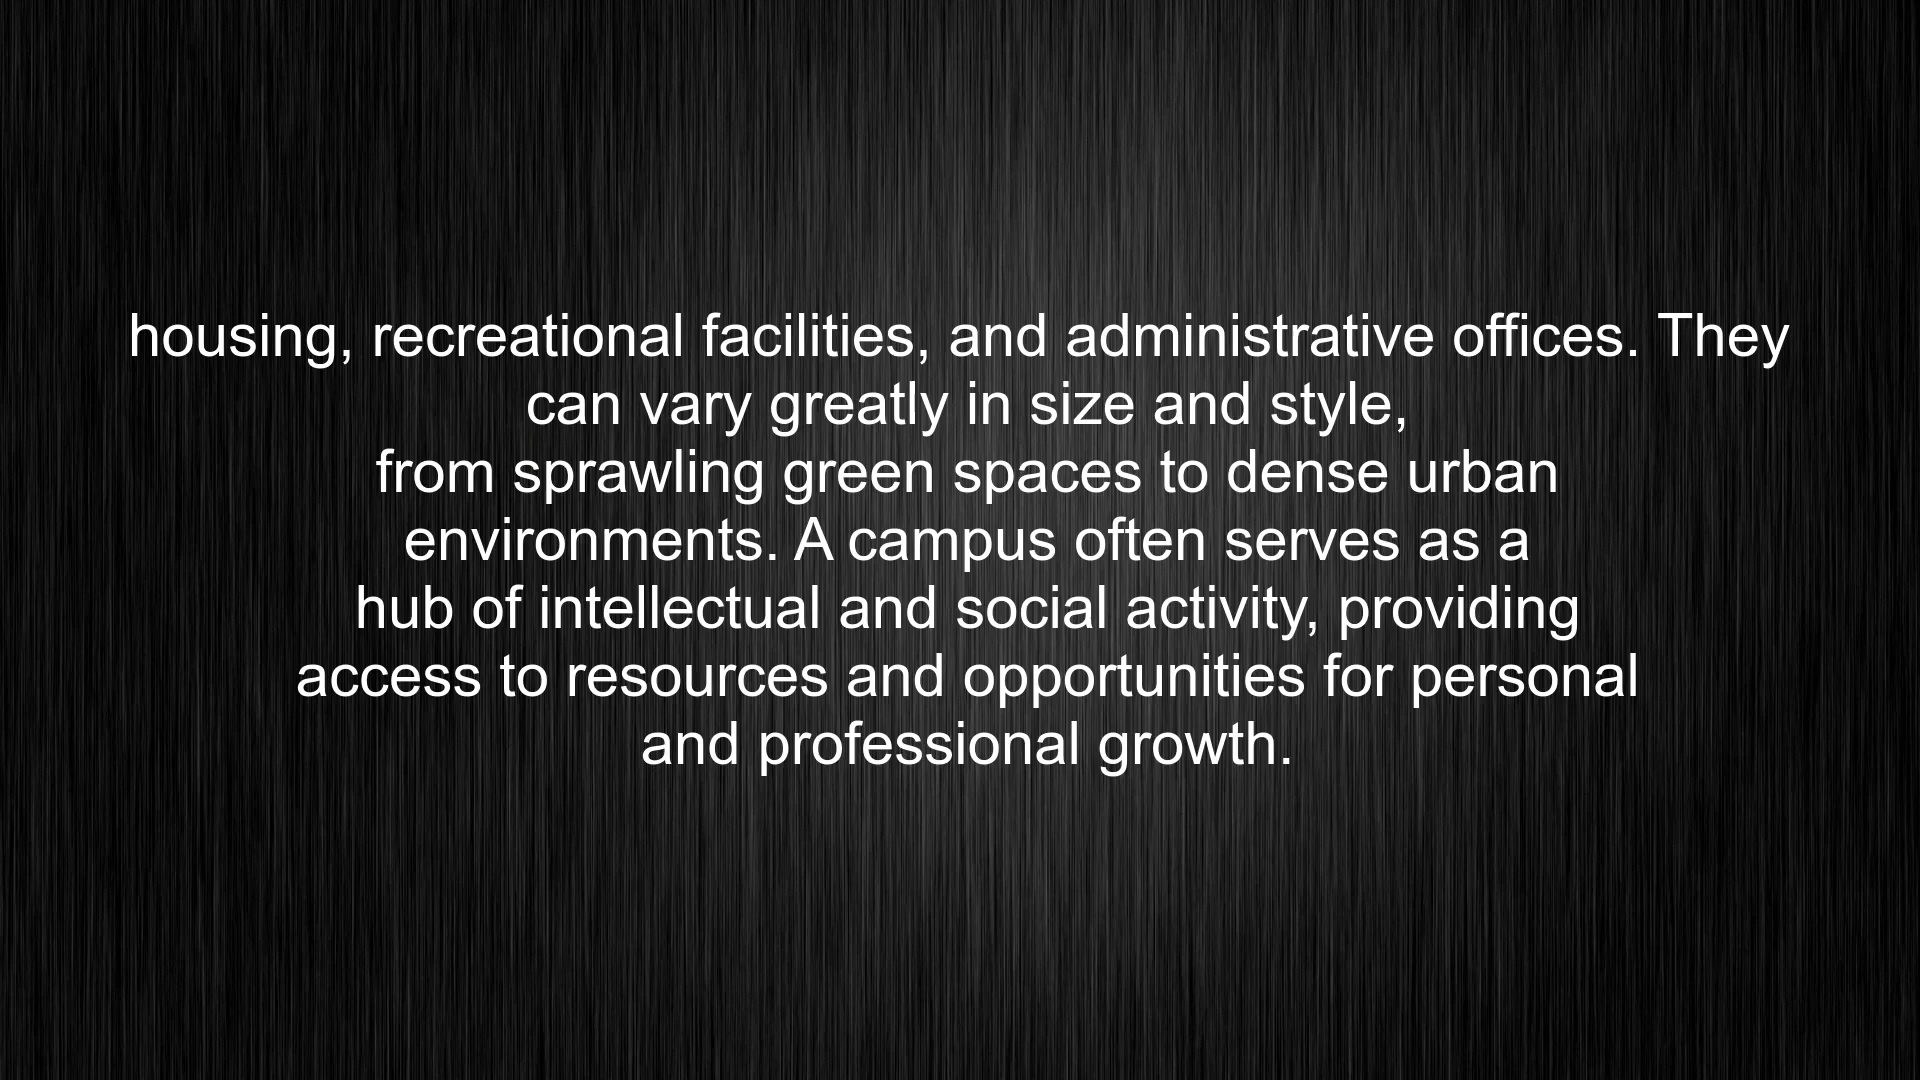 housing, recreational facilities, and administrative offices. They
can vary greatly in size and style,
from sprawling green spaces to dense urban
environments. A campus often serves as a
hub of intellectual and social activity, providing
access to resources and opportunities for personal
and professional growth.